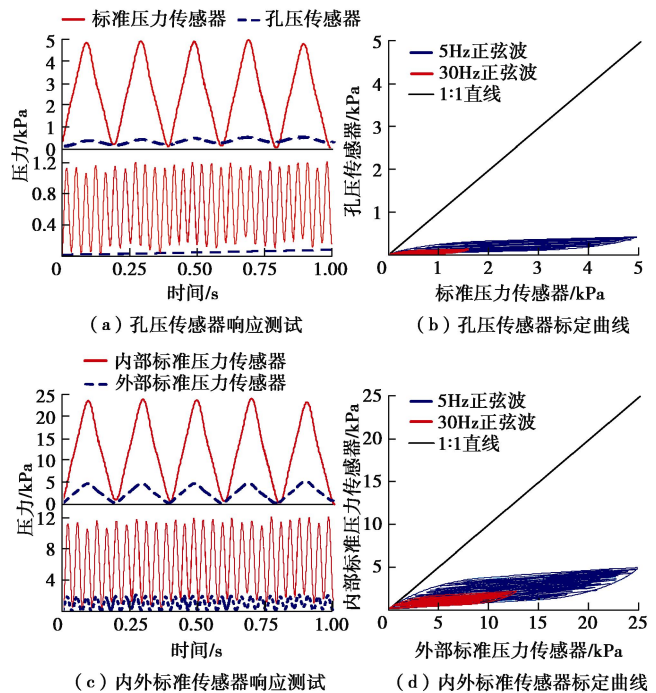 标准压力传感器 孔压传感器
5
4
3
2
1
0
1.2
0.8
0.4
压力/kPa
0 0.25 0.50 0.75 1.00
时间/s
(a)孔压传感器响应测试
5
4
3
2
1
孔压传感器/kPa
5Hz正弦波
30Hz正弦波
1∶1直线
0 1 2 3 4 5
标准压力传感器/kPa
(b)孔压传感器标定曲线
内部标准压力传感器
外部标准压力传感器
25
20
15
10
5
0
12
8
4
压力/kPa
0 0.25 0.50 0.75 1.00
时间/s
(c)内外标准传感器响应测试
25
20
15
10
5
内部标准压力传感器/kPa
5Hz正弦波
30Hz正弦波
1∶1直线
0 5 10 15 20 25
外部标准压力传感器/kPa
(d)内外标准传感器标定曲线